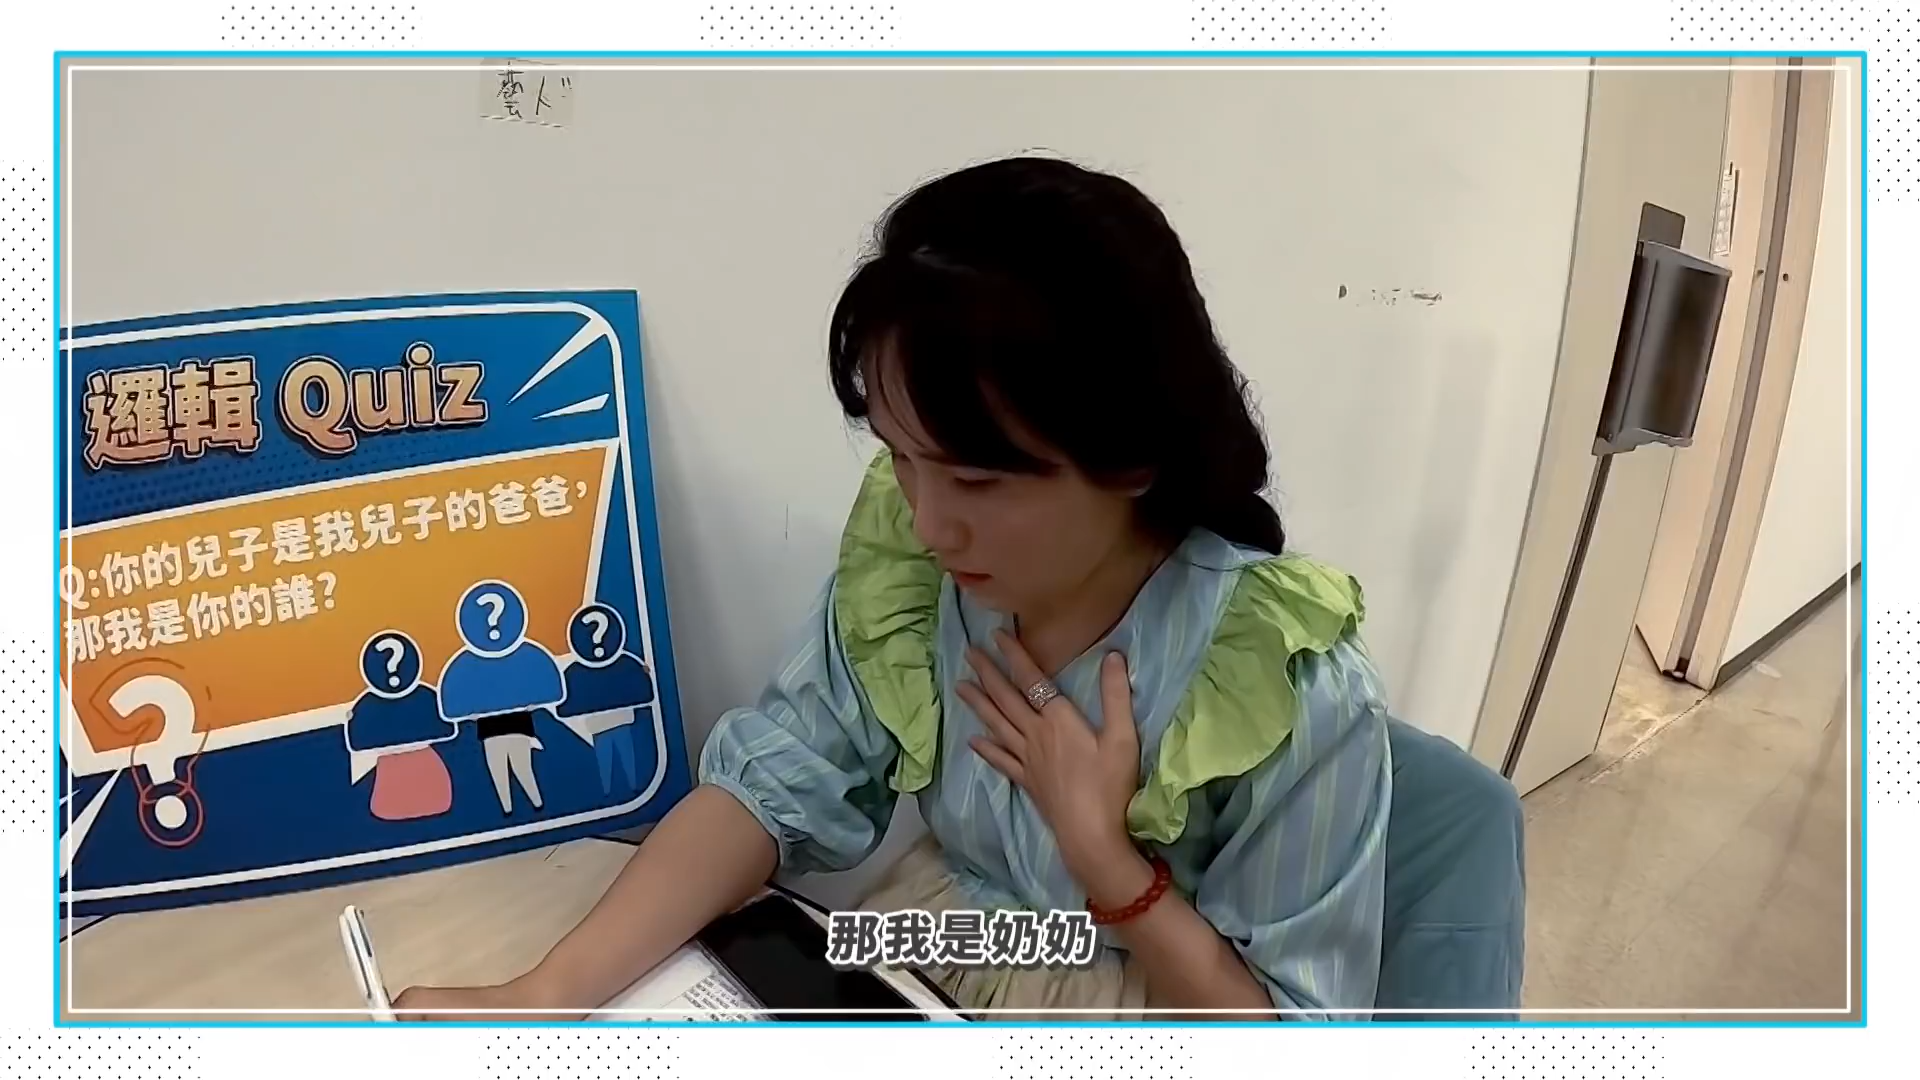 藝人
邏輯 Quiz
Q:你的兒子是我兒子的爸爸,
那我是你的誰?
? ? ?
?
那我是奶奶